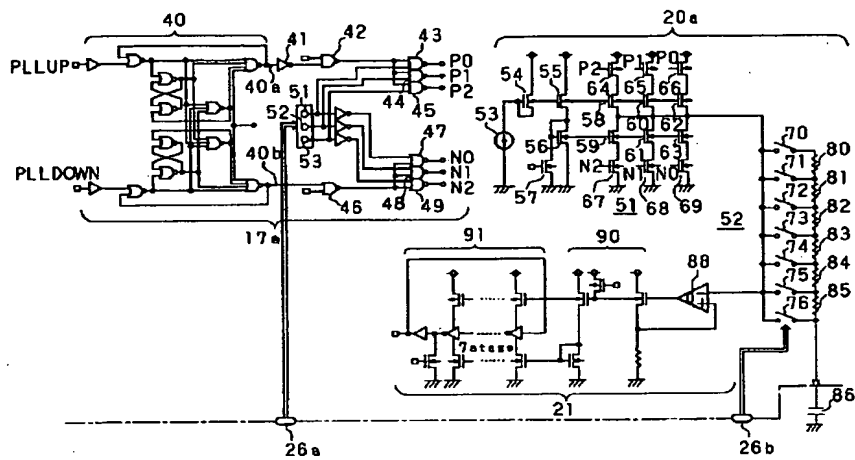 40
41
42
43
20a
PLLUP
P0
P1
P2
40a
44
45
51
52
53
40b
47
N0
N1
N2
48
49
46
PLLDOWN
17a
54
55
P2
P1
P0
64
65
66
53
58
60
62
56
59
61
63
57
N2
N1
N0
67
51
68
69
52
70
71
72
73
74
75
76
80
81
82
83
84
85
86
91
90
88
7stage
21
26a
26b